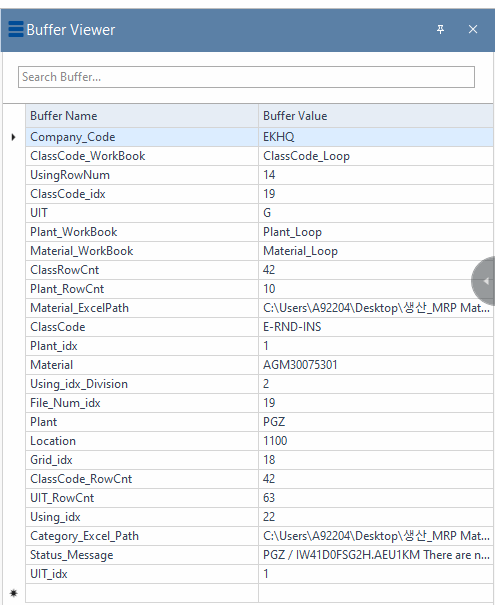 Buffer Viewer
Search Buffer...
Buffer Name Buffer Value
Company_Code EKHQ
ClassCode_WorkBook ClassCode_Loop
UsingRowNum 14
ClassCode_idx 19
UIT G
Plant_WorkBook Plant_Loop
Material_WorkBook Material_Loop
ClassRowCnt 42
Plant_RowCnt 10
Material_ExcelPath C:\Users\A92204\Desktop\생산_MRP Mat...
ClassCode E-RND-INS
Plant_idx 1
Material AGM30075301
Using_idx_Division 2
File_Num_idx 19
Plant PGZ
Location 1100
Grid_idx 18
ClassCode_RowCnt 42
UIT_RowCnt 63
Using_idx 22
Category_Excel_Path C:\Users\A92204\Desktop\생산_MRP Mat...
Status_Message PGZ / IW41D0FSG2H.AEU1KM There are n...
UIT_idx 1